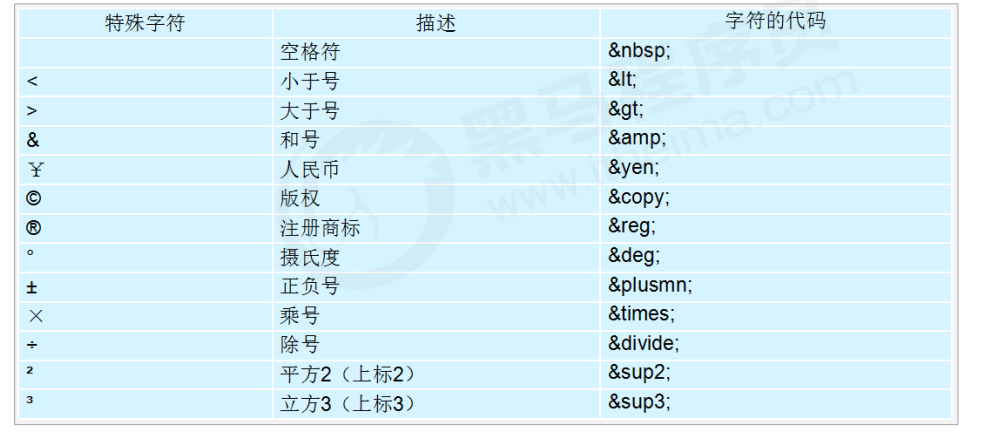 特殊字符 描述 字符的代码
空格符 &nbsp;
< 小于号 &lt;
> 大于号 &gt;
& 和号 &amp;
¥ 人民币 &yen;
© 版权 &copy;
® 注册商标 &reg;
° 摄氏度 &deg;
± 正负号 &plusmn;
× 乘号 &times;
÷ 除号 &divide;
² 平方2（上标2） &sup2;
³ 立方3（上标3） &sup3;
黑马程序员
www.itheima.com